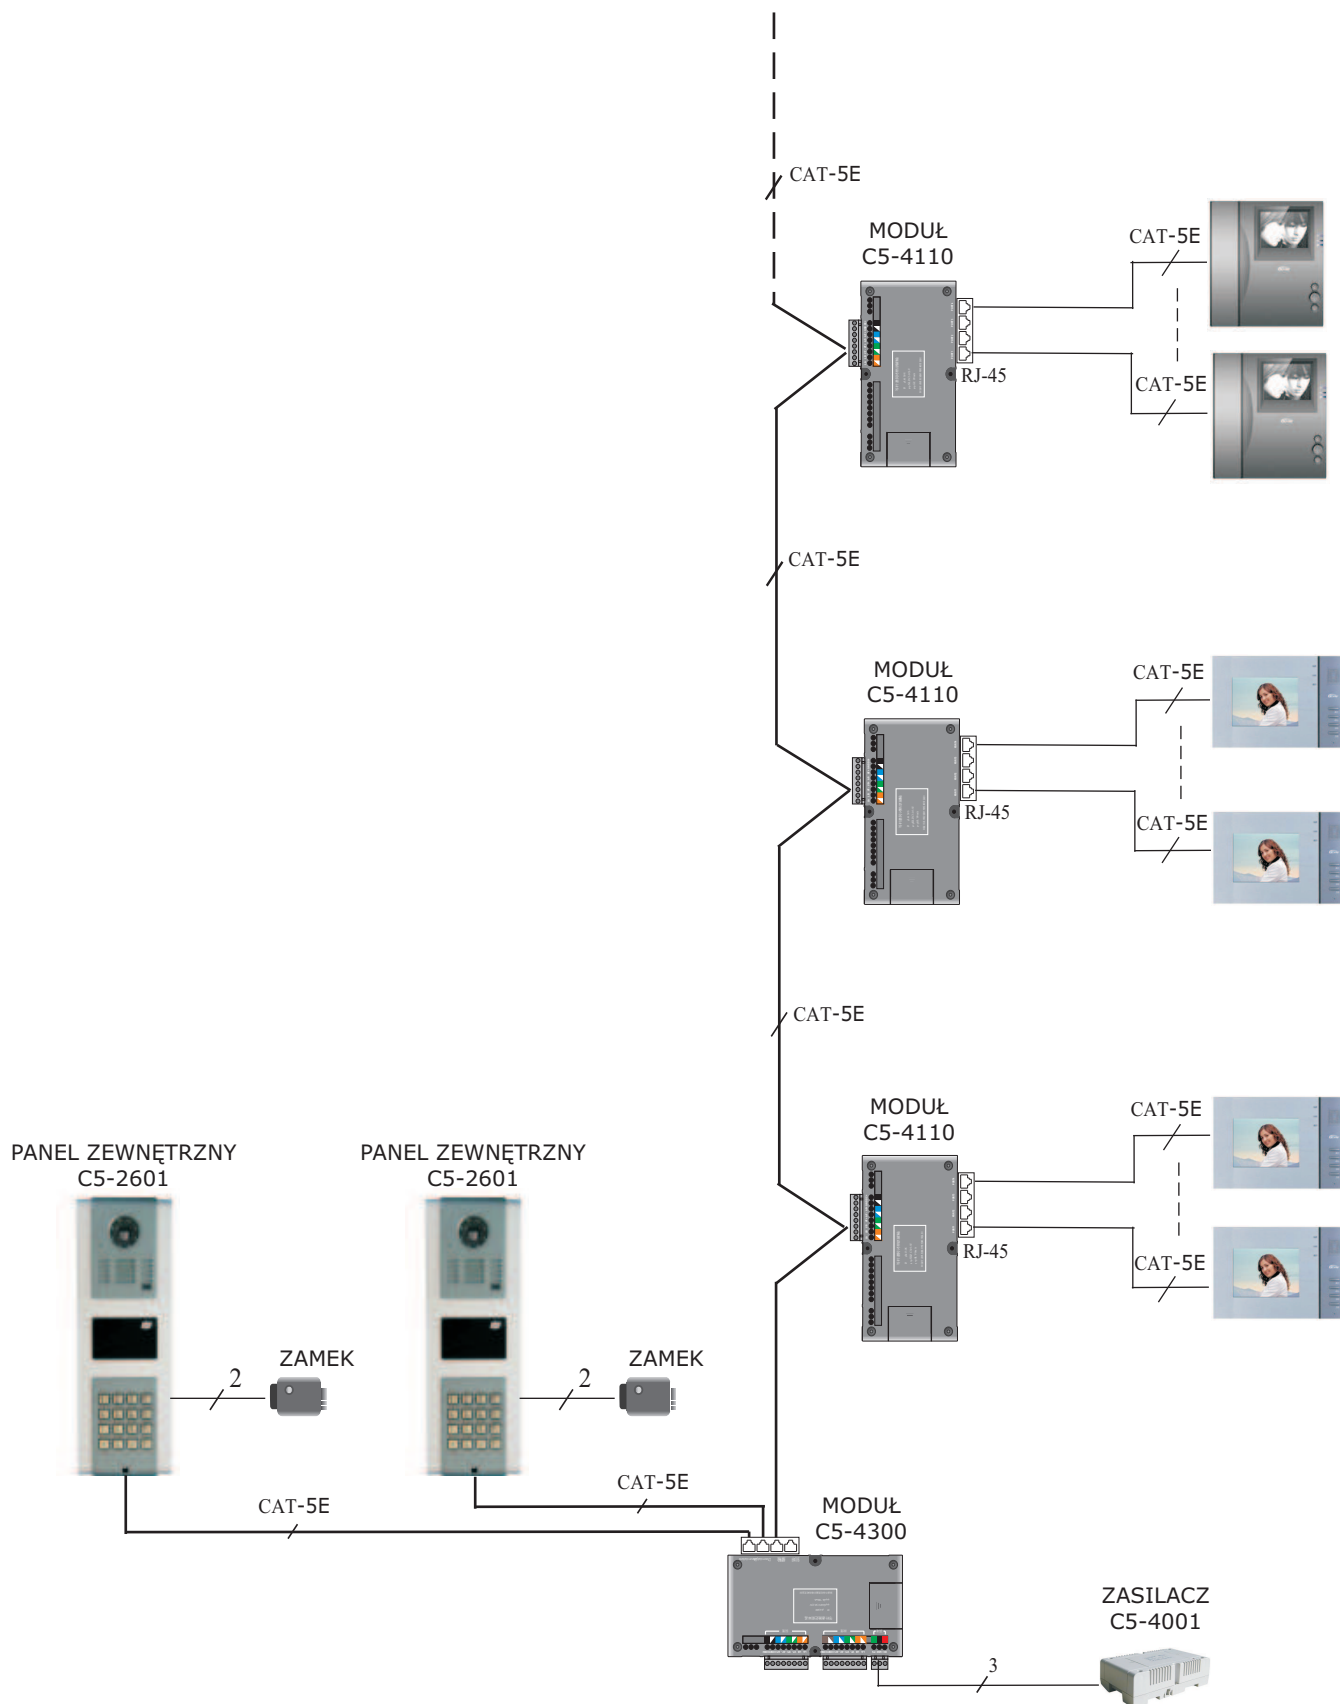 CAT-5E
MODUŁ
C5-4110
CAT-5E
CAT-5E
RJ-45
CAT-5E
MODUŁ
C5-4110
CAT-5E
CAT-5E
RJ-45
CAT-5E
MODUŁ
C5-4110
CAT-5E
CAT-5E
RJ-45
PANEL ZEWNĘTRZNY
C5-2601
PANEL ZEWNĘTRZNY
C5-2601
2
ZAMEK
2
ZAMEK
CAT-5E
CAT-5E
MODUŁ
C5-4300
3
ZASILACZ
C5-4001